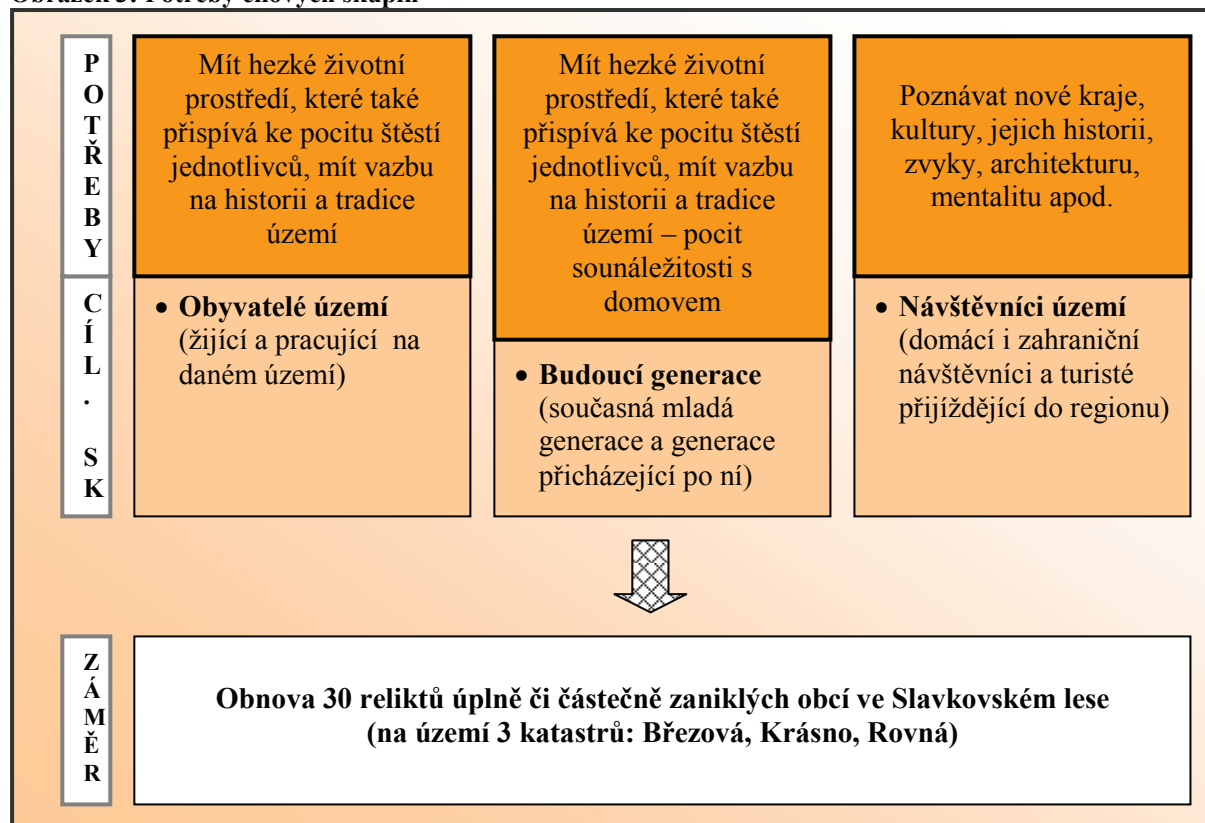 Obrázek Potřeby cílových skupin
POTŘEBY
Mít hezké životní
prostředí, které také
přispívá ke pocitu štěstí
jednotlivců, mít vazbu
na historii a tradice
území
Mít hezké životní
prostředí, které také
přispívá ke pocitu štěstí
jednotlivců, mít vazbu
na historii a tradice
území – pocit
sounáležitosti s
domovem
Poznávat nové kraje,
kultury, jejich historii,
zvyky, architekturu,
mentalitu apod.
CÍL. SK
• Obyvatelé území
(žijící a pracující na
daném území)
• Budoucí generace
(současná mladá
generace a generace
přicházející po ní)
• Návštěvníci území
(domácí i zahraniční
návštěvníci a turisté
přijíždějící do regionu)
ZÁMĚR
Obnova 30 reliktů úplně či částečně zaniklých obcí ve Slavkovském lese
(na území 3 katastrů: Březová, Krásno, Rovná)